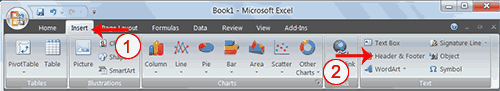 Book1 - Microsoft Excel
Home Insert Page Layout Formulas Data Review View Add-Ins
1
PivotTable Table Picture SmartArt Column Line Pie Bar Area Scatter Other Charts
2
Text Box Signature Line
Header & Footer Object
WordArt Symbol
Tables Illustrations Charts Text